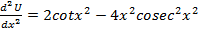 d²U/dx² = 2cotx² − 4x²cosec²x²